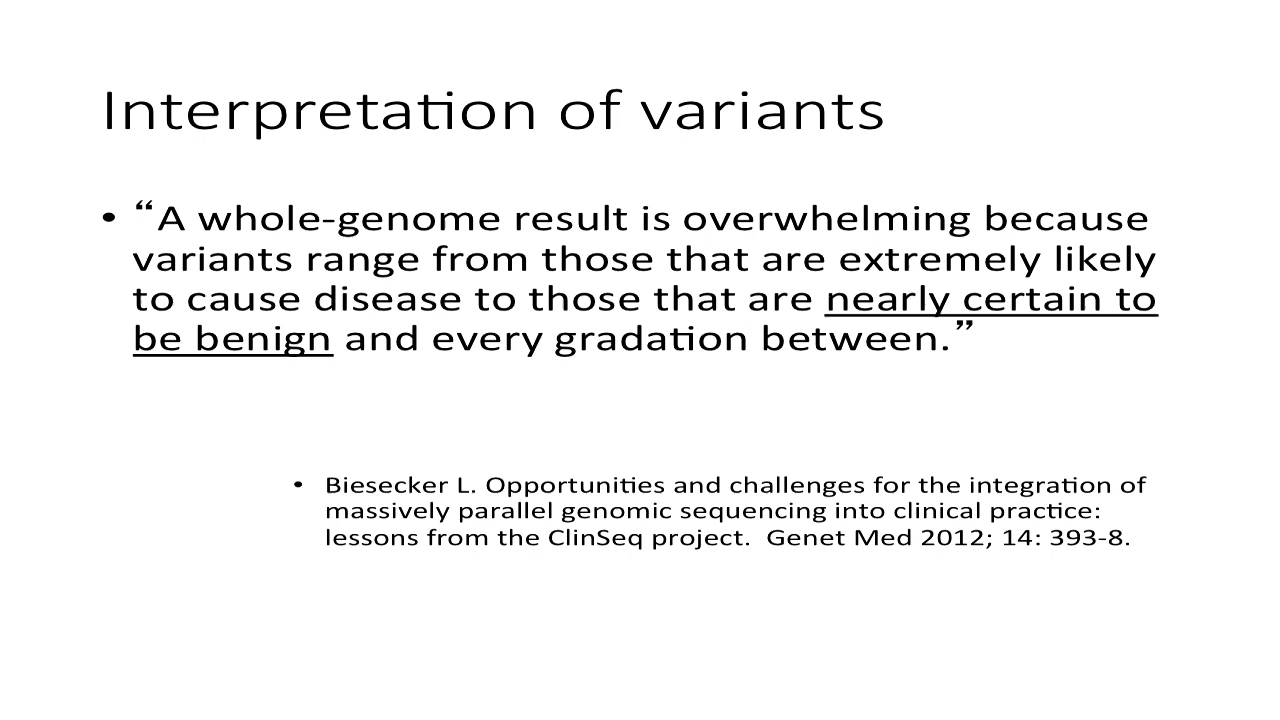 Interpretation of variants
• “A whole-genome result is overwhelming because
variants range from those that are extremely likely
to cause disease to those that are nearly certain to
be benign and every gradation between.”
• Biesecker L. Opportunities and challenges for the integration of
massively parallel genomic sequencing into clinical practice:
lessons from the ClinSeq project.  Genet Med 2012; 14: 393-8.